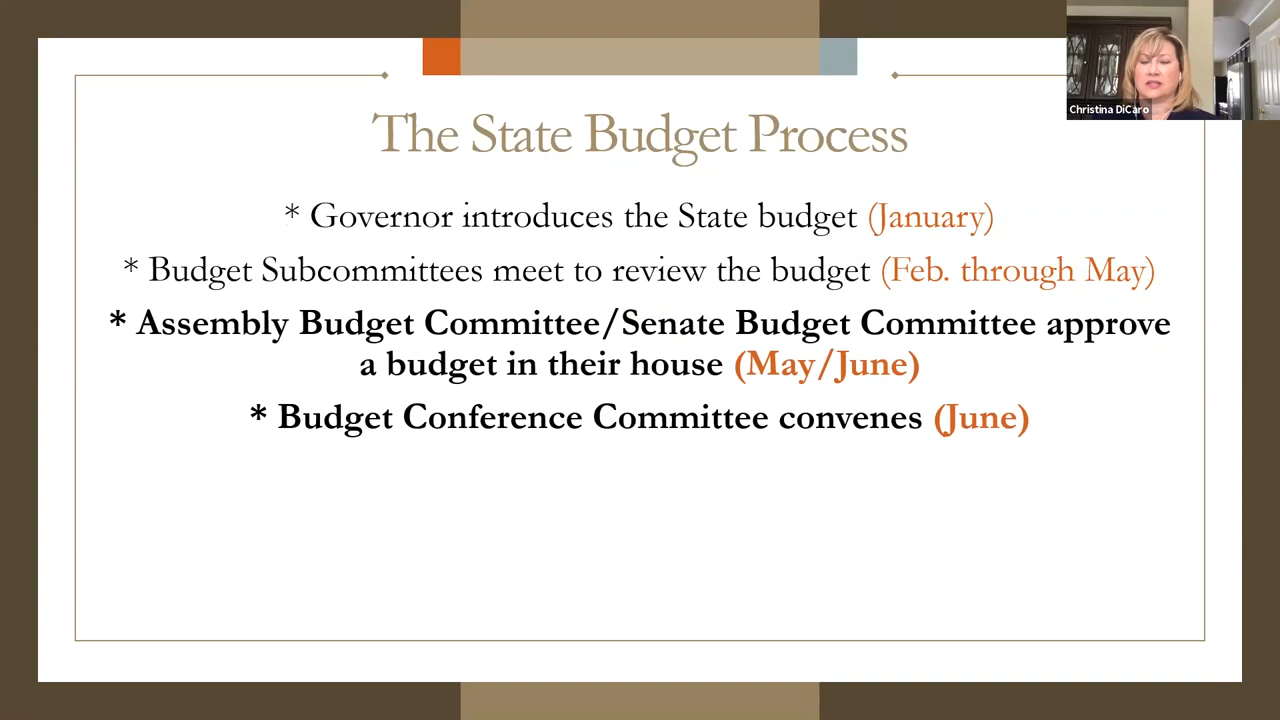 Christina DiCaro
The State Budget Process
* Governor introduces the State budget (January)
* Budget Subcommittees meet to review the budget (Feb. through May)
* Assembly Budget Committee/Senate Budget Committee approve
a budget in their house (May/June)
* Budget Conference Committee convenes (June)